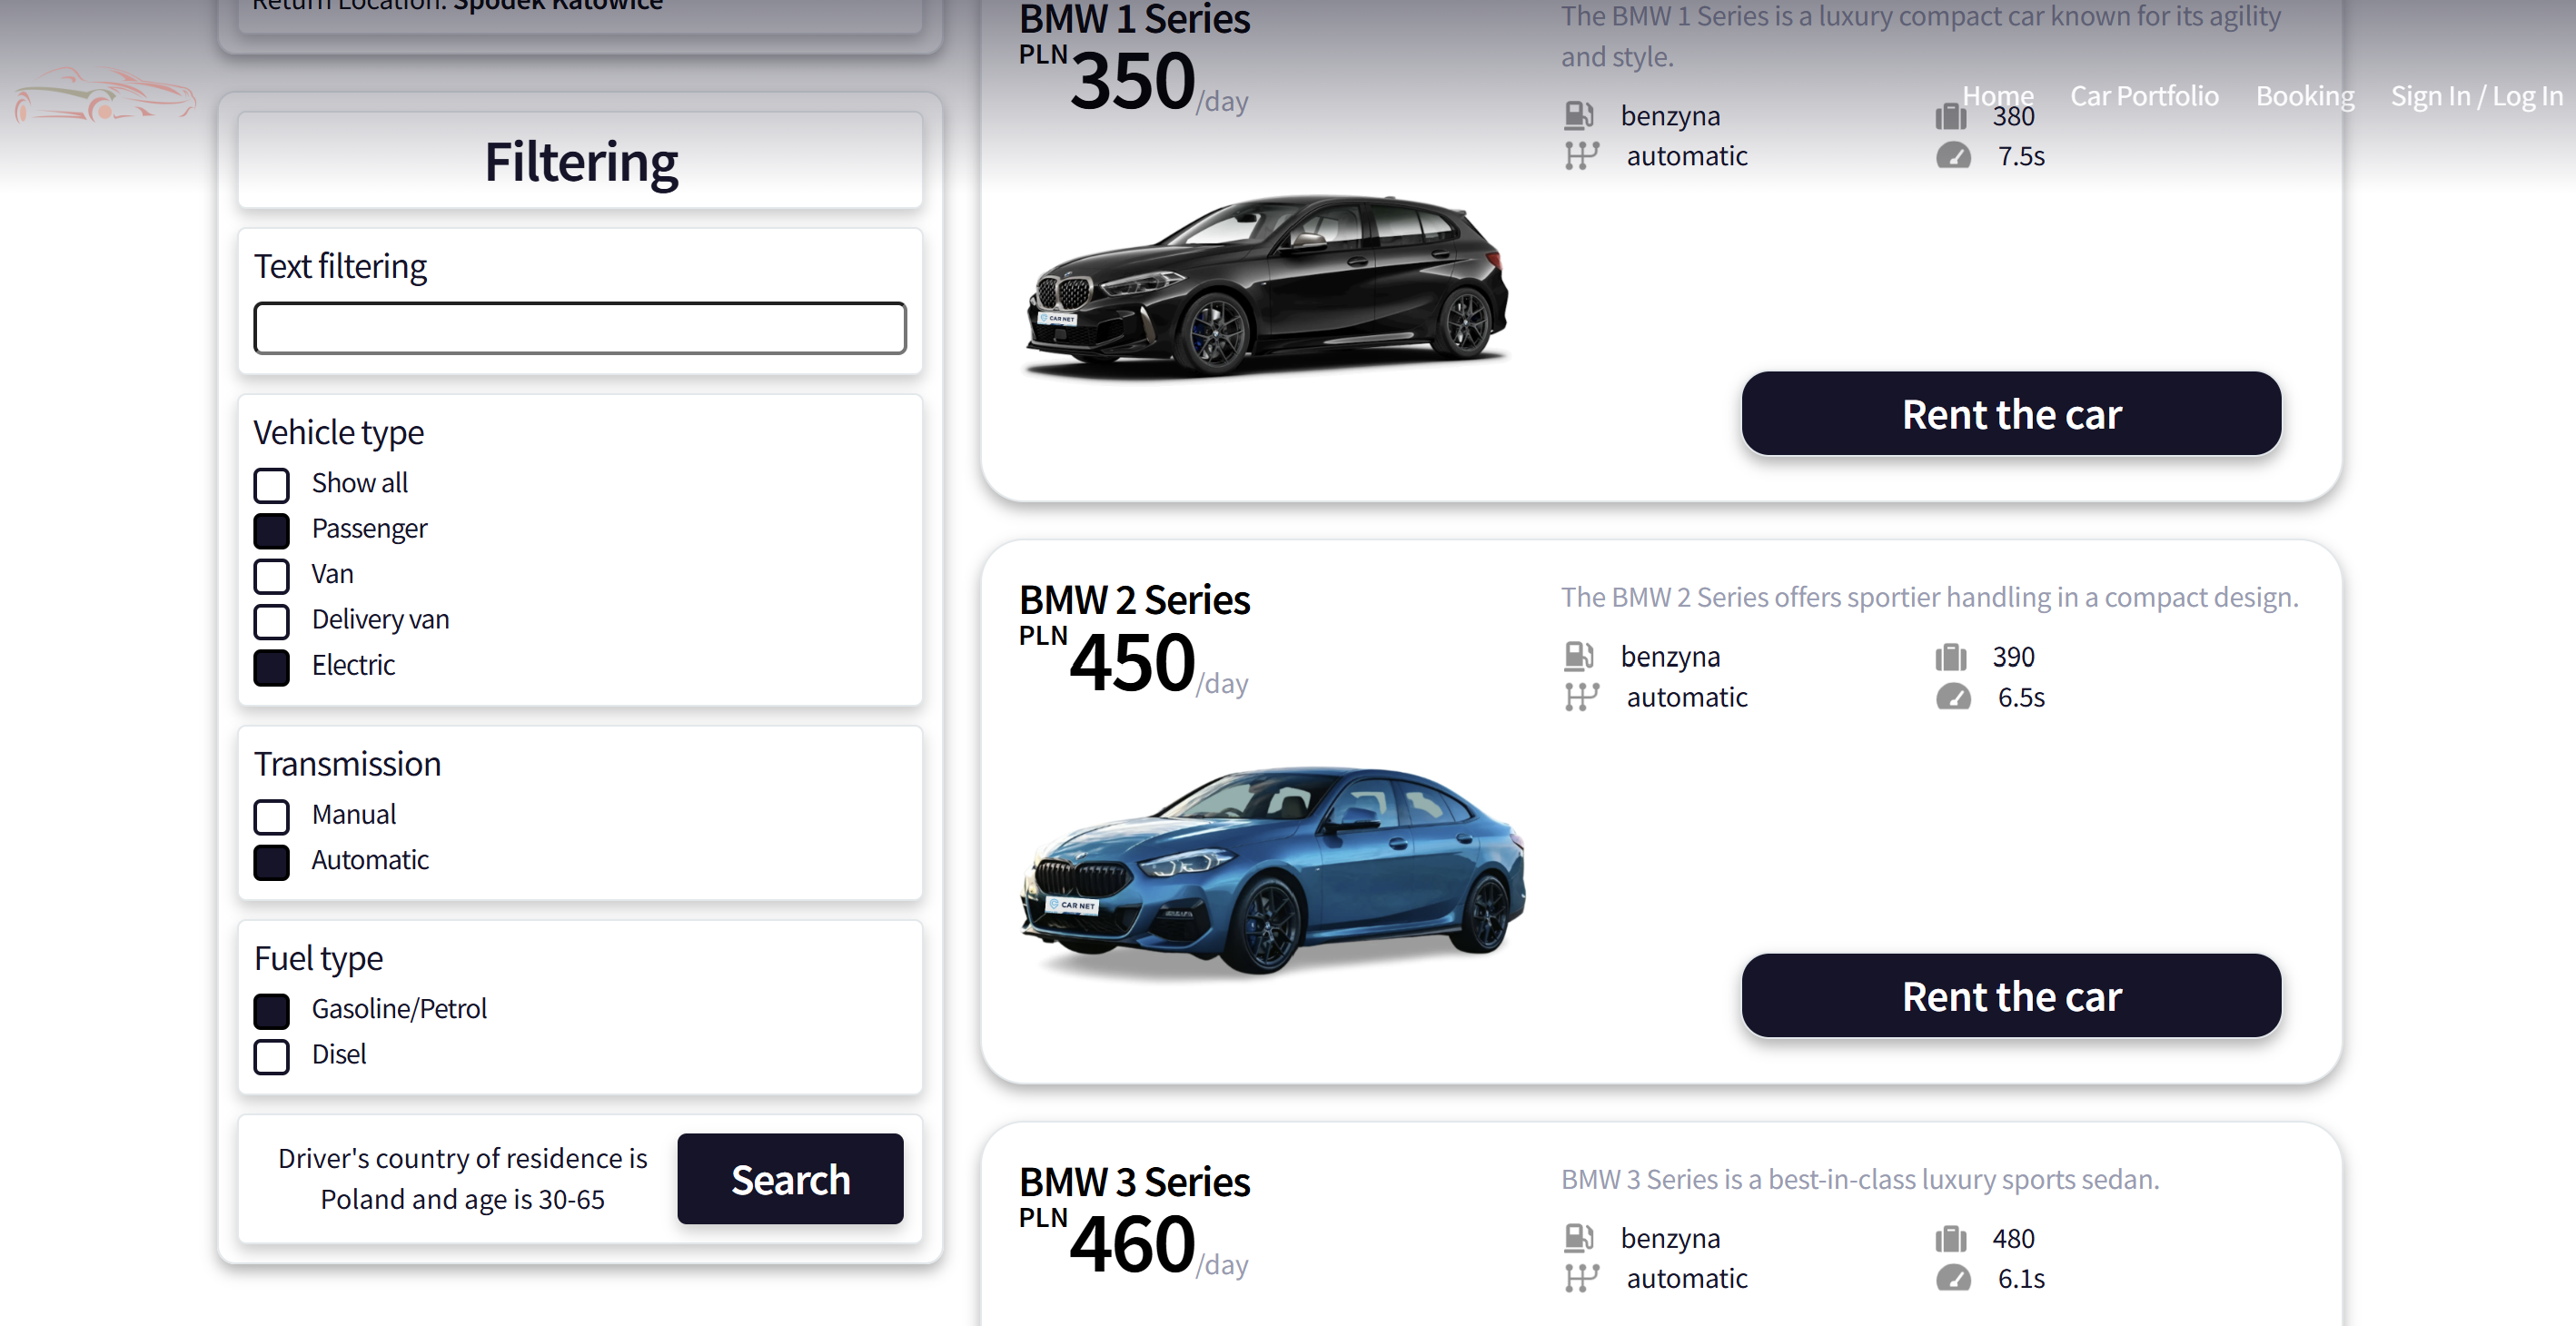 Return Location: Spodek Katowice
Home
Car Portfolio
Booking
Sign In / Log In
Filtering
Text filtering
Vehicle type
Show all
Passenger
Van
Delivery van
Electric
Transmission
Manual
Automatic
Fuel type
Gasoline/Petrol
Disel
Driver's country of residence is
Poland and age is 30-65
Search
BMW 1 Series
PLN 350 /day
The BMW 1 Series is a luxury compact car known for its agility
and style.
benzyna
380
automatic
7.5s
CAR NET
Rent the car
BMW 2 Series
PLN 450 /day
The BMW 2 Series offers sportier handling in a compact design.
benzyna
390
automatic
6.5s
CAR NET
Rent the car
BMW 3 Series
PLN 460 /day
BMW 3 Series is a best-in-class luxury sports sedan.
benzyna
480
automatic
6.1s